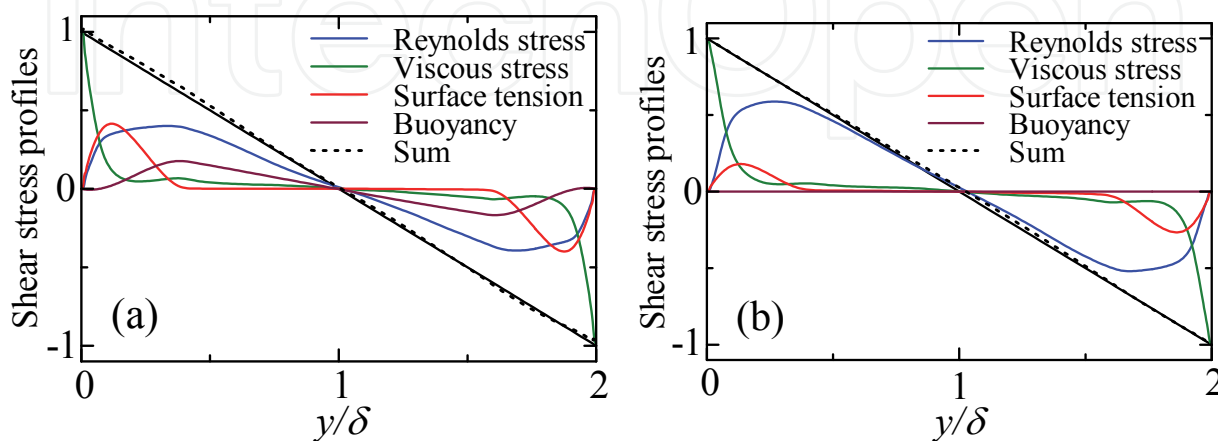 IntechOpen
1
0
-1
Shear stress profiles
Reynolds stress
Viscous stress
Surface tension
Buoyancy
Sum
(a)
0
1
2
y/δ
1
0
-1
Shear stress profiles
Reynolds stress
Viscous stress
Surface tension
Buoyancy
Sum
(b)
0
1
2
y/δ